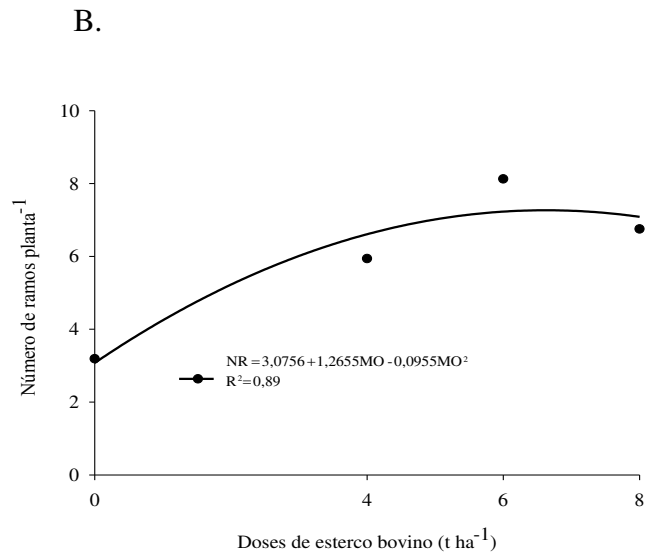 B.
10
8
6
4
2
0
Número de ramos planta⁻¹
NR=3,0756+1,2655MO-0,0955MO²
R²=0,89
0 4 6 8
Doses de esterco bovino (t ha⁻¹)